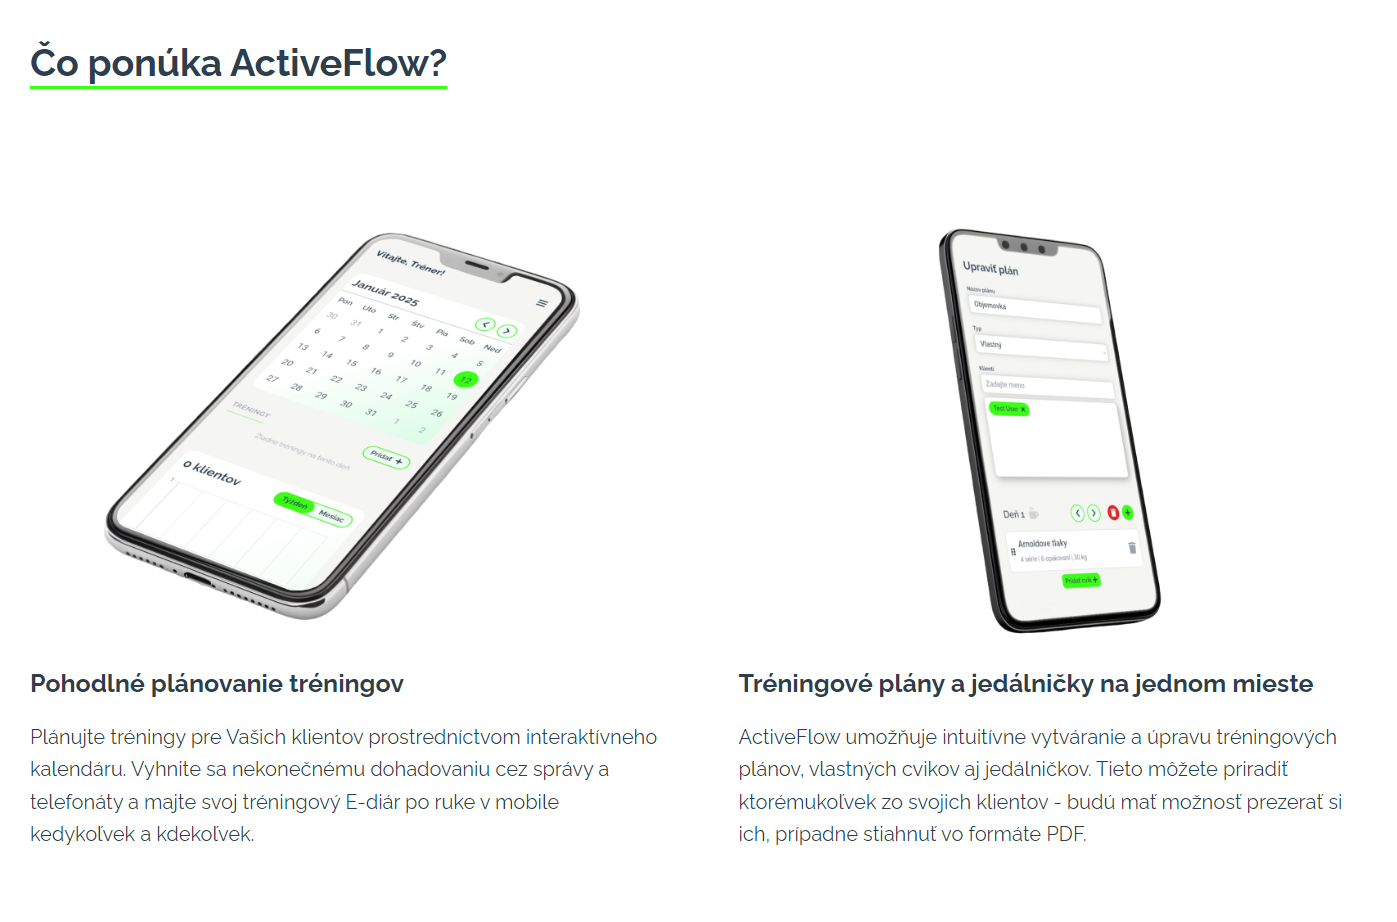 Čo ponúka ActiveFlow?
Vitajte, Tréner!
Január 2025
Pon Uto Str Štv Pia Sob Ned
30 31 1 2 3 4 5
6 7 8 9 10 11 12
13 14 15 16 17 18 19
20 21 22 23 24 25 26
27 28 29 30 31 1 2
TRÉNINGY
Žiadne tréningy na tento deň
Pridať +
0 klientov
Týždeň Mesiac
1
Upraviť plán
Názov plánu
Objemovka
Typ
Vlastný
Klienti
Zadajte meno
Test User ×
Deň 1
Arnoldove tlaky
4 série | 6 opakovaní | 30 kg
Pridať cvik +
Pohodlné plánovanie tréningov
Plánujte tréningy pre Vašich klientov prostredníctvom interaktívneho
kalendáru. Vyhnite sa nekonečnému dohadovaniu cez správy a
telefonáty a majte svoj tréningový E-diár po ruke v mobile
kedykoľvek a kdekoľvek.
Tréningové plány a jedálničky na jednom mieste
ActiveFlow umožňuje intuitívne vytváranie a úpravu tréningových
plánov, vlastných cvikov aj jedálničkov. Tieto môžete priradiť
ktorémukoľvek zo svojich klientov - budú mať možnosť prezerať si
ich, prípadne stiahnuť vo formáte PDF.